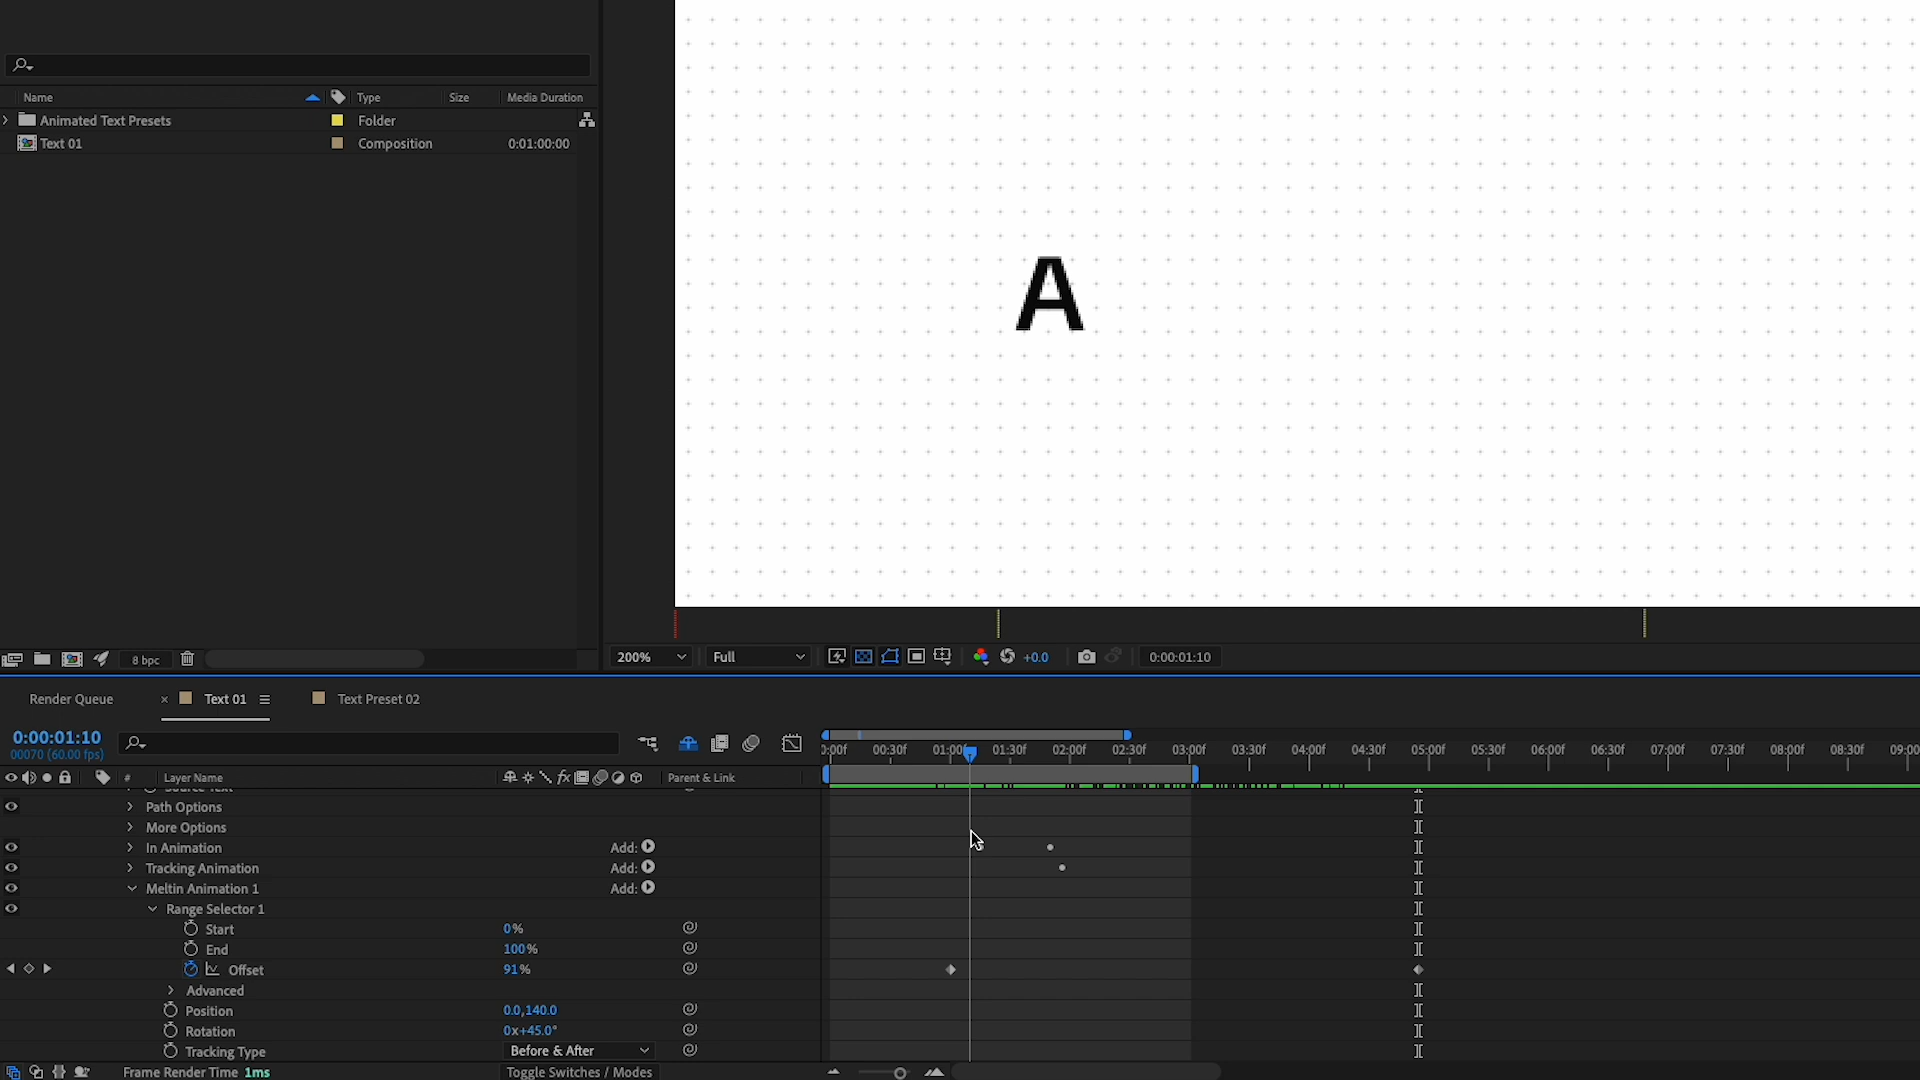 Name Type Size Media Duration
Animated Text Presets Folder
Text 01 Composition 0:01:00:00
A
8 bpc
200% Full +0.0 0:00:01:10
Render Queue × Text 01 Text Preset 02
0:00:01:10
00070 (60.00 fps)
0:00f 00:30f 01:00f 01:30f 02:00f 02:30f 03:00f 03:30f 04:00f 04:30f 05:00f 05:30f 06:00f 06:30f 07:00f 07:30f 08:00f 08:30f 09:00
# Layer Name fx Parent & Link
Source Text
Path Options
More Options
In Animation Add:
Tracking Animation Add:
Meltin Animation 1 Add:
Range Selector 1
Start 0%
End 100%
Offset 91%
Advanced
Position 0.0,140.0
Rotation 0x+45.0°
Tracking Type Before & After
Frame Render Time 1ms Toggle Switches / Modes